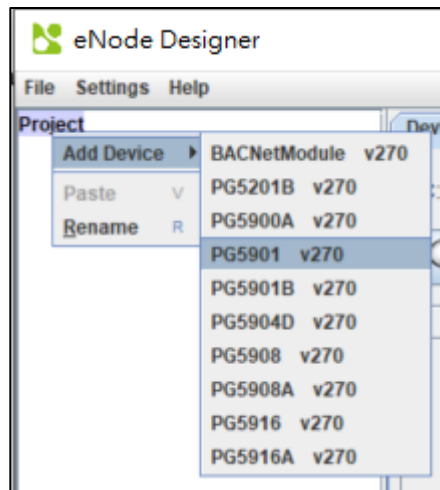 eNode Designer
File Settings Help
Project
Dev
Add Device
Paste V
Rename R
BACNetModule v270
PG5201B v270
PG5900A v270
PG5901 v270
PG5901B v270
PG5904D v270
PG5908 v270
PG5908A v270
PG5916 v270
PG5916A v270